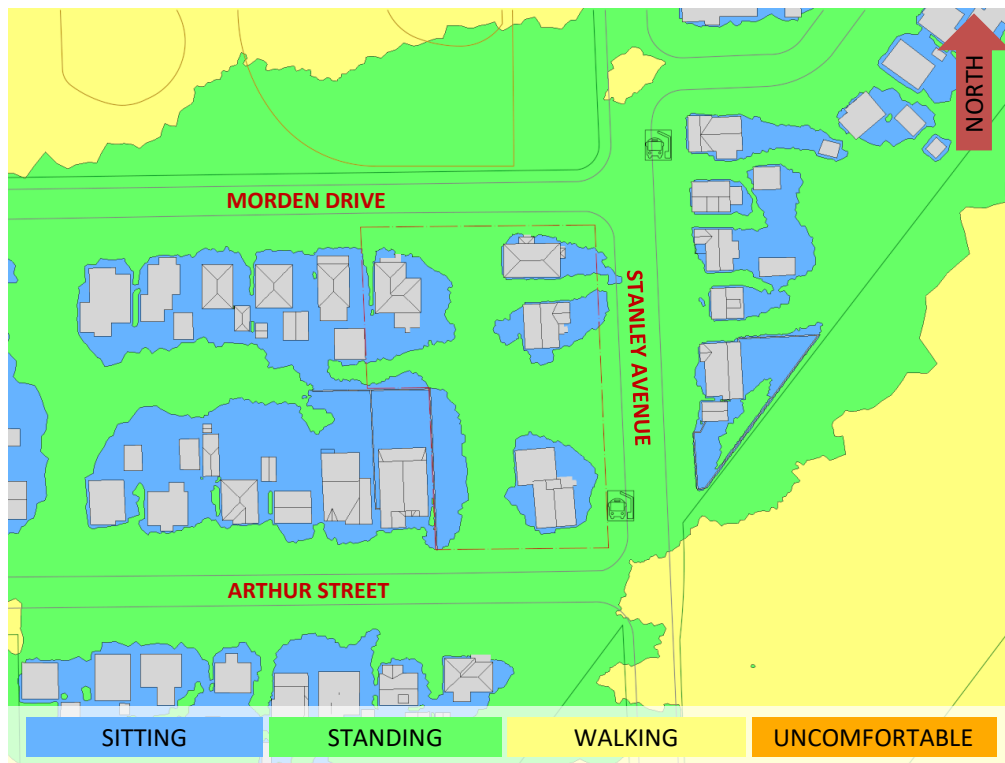 NORTH
MORDEN DRIVE
STANLEY AVENUE
ARTHUR STREET
SITTING
STANDING
WALKING
UNCOMFORTABLE